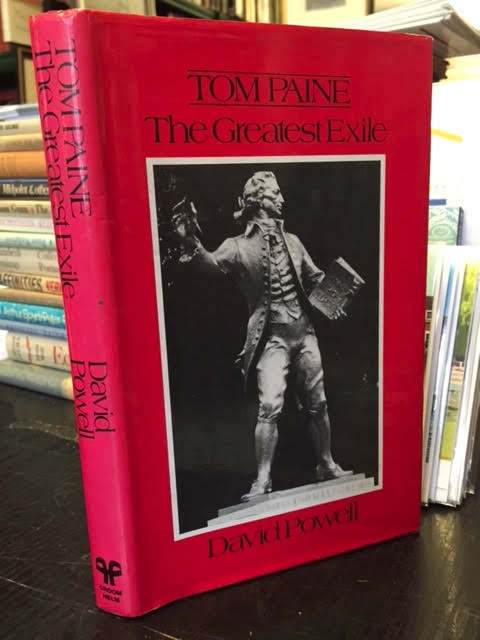 TOM PAINE
The Greatest Exile
David Powell
TOM PAINE
The Greatest Exile
David
Powell
CROOM
HELM